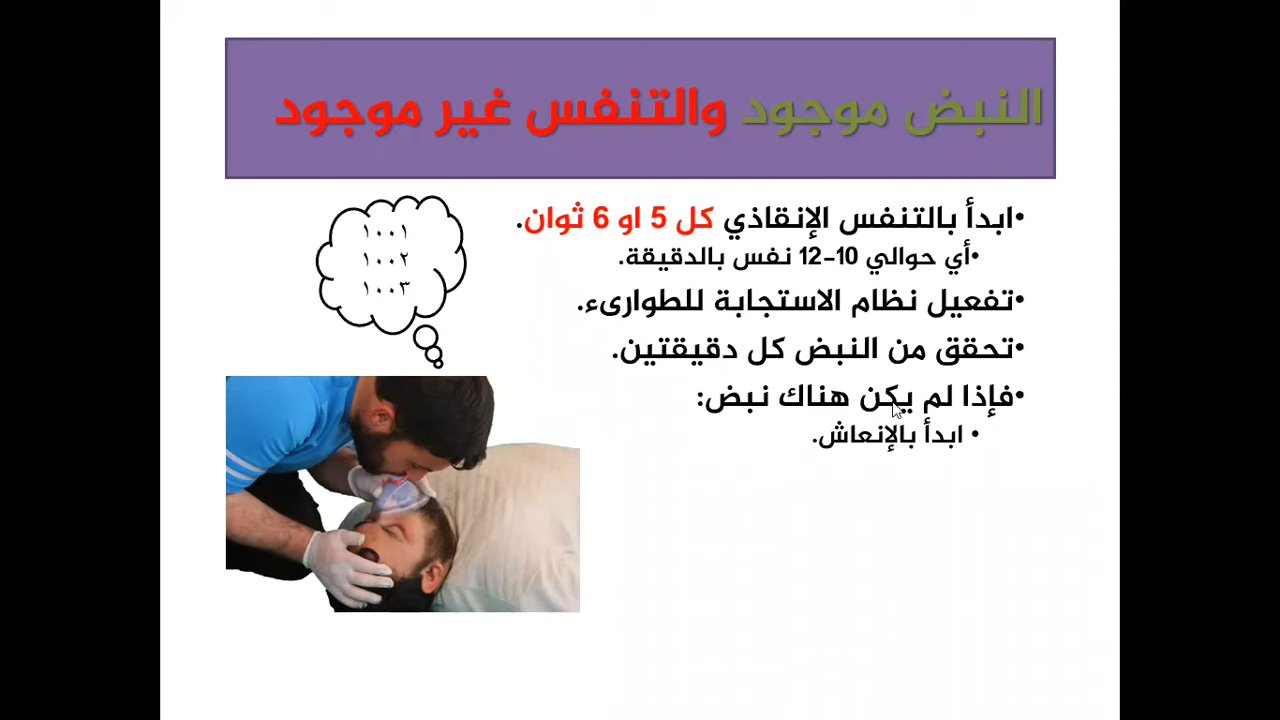 النبض موجود والتنفس غير موجود
•ابدأ بالتنفس الإنقاذي كل 5 او 6 ثوان.
•أي حوالي 10-12 نفس بالدقيقة.
•تفعيل نظام الاستجابة للطوارىء.
•تحقق من النبض كل دقيقتين.
•فإذا لم يكن هناك نبض:
• ابدأ بالإنعاش.
١٠٠١
١٠٠٢
١٠٠٣